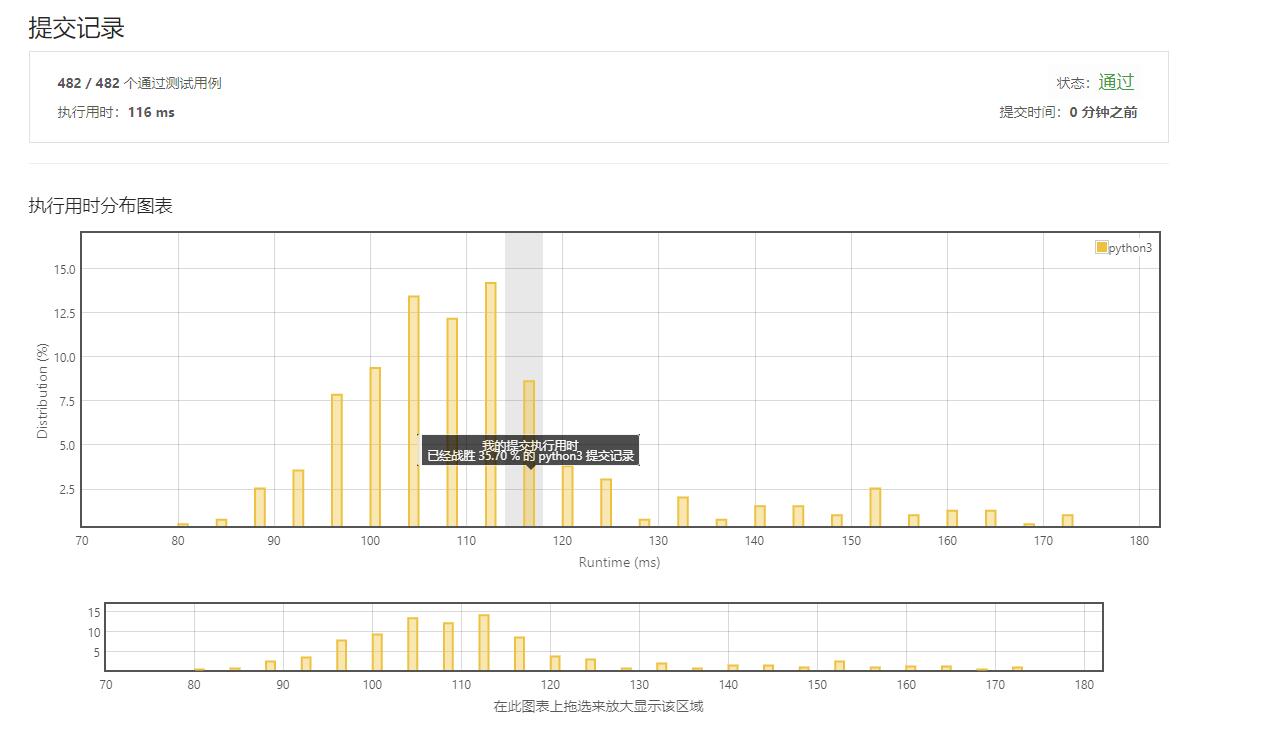 提交记录
482 / 482 个通过测试用例
状态：通过
执行用时：116 ms
提交时间：0 分钟之前
执行用时分布图表
python3
15.0
12.5
10.0
7.5
5.0
2.5
Distribution (%)
我的提交执行用时
已经战胜 35.70 % 的 python3 提交记录
70 80 90 100 110 120 130 140 150 160 170 180
Runtime (ms)
15
10
5
70 80 90 100 110 120 130 140 150 160 170 180
在此图表上拖选来放大显示该区域